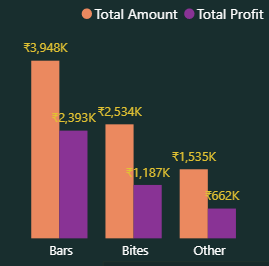 Total Amount Total Profit
₹3,948K
₹2,393K
₹2,534K
₹1,187K
₹1,535K
₹662K
Bars Bites Other